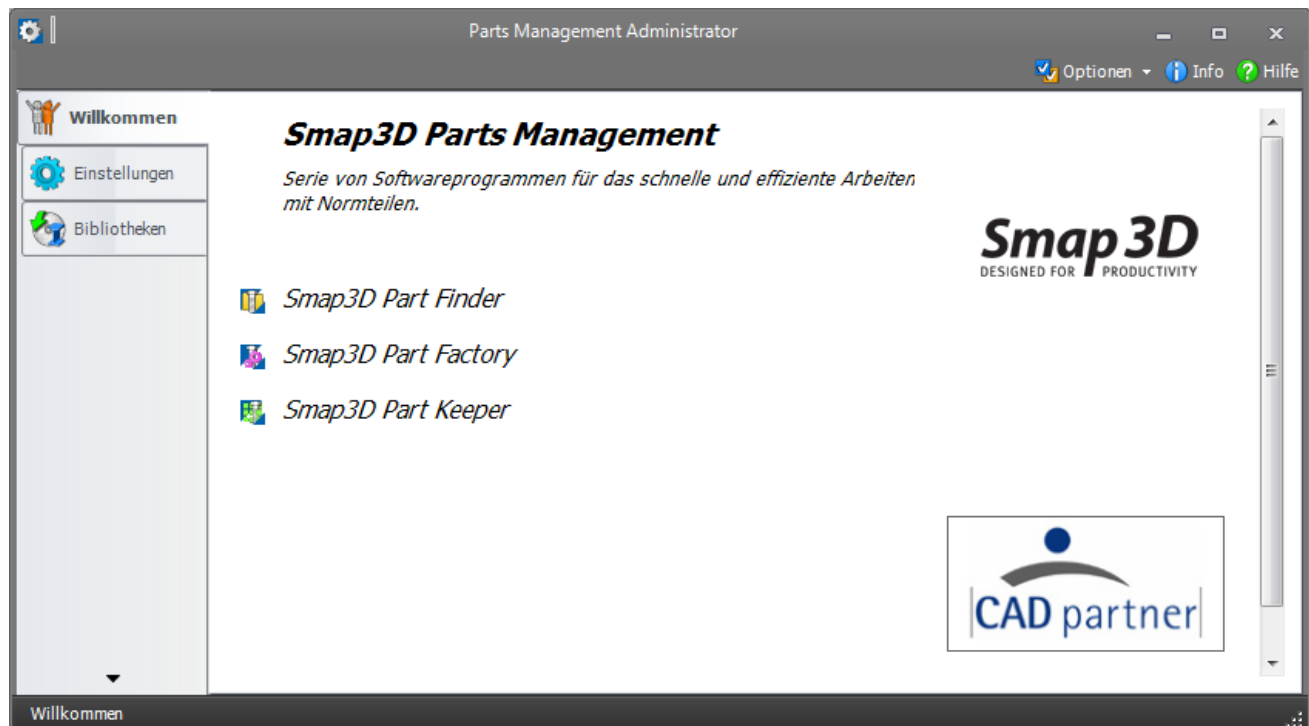 Parts Management Administrator
Optionen Info Hilfe
Willkommen
Einstellungen
Bibliotheken
Smap3D Parts Management
Serie von Softwareprogrammen für das schnelle und effiziente Arbeiten
mit Normteilen.
Smap3D Part Finder
Smap3D Part Factory
Smap3D Part Keeper
Smap 3D
DESIGNED FOR PRODUCTIVITY
CAD partner
Willkommen